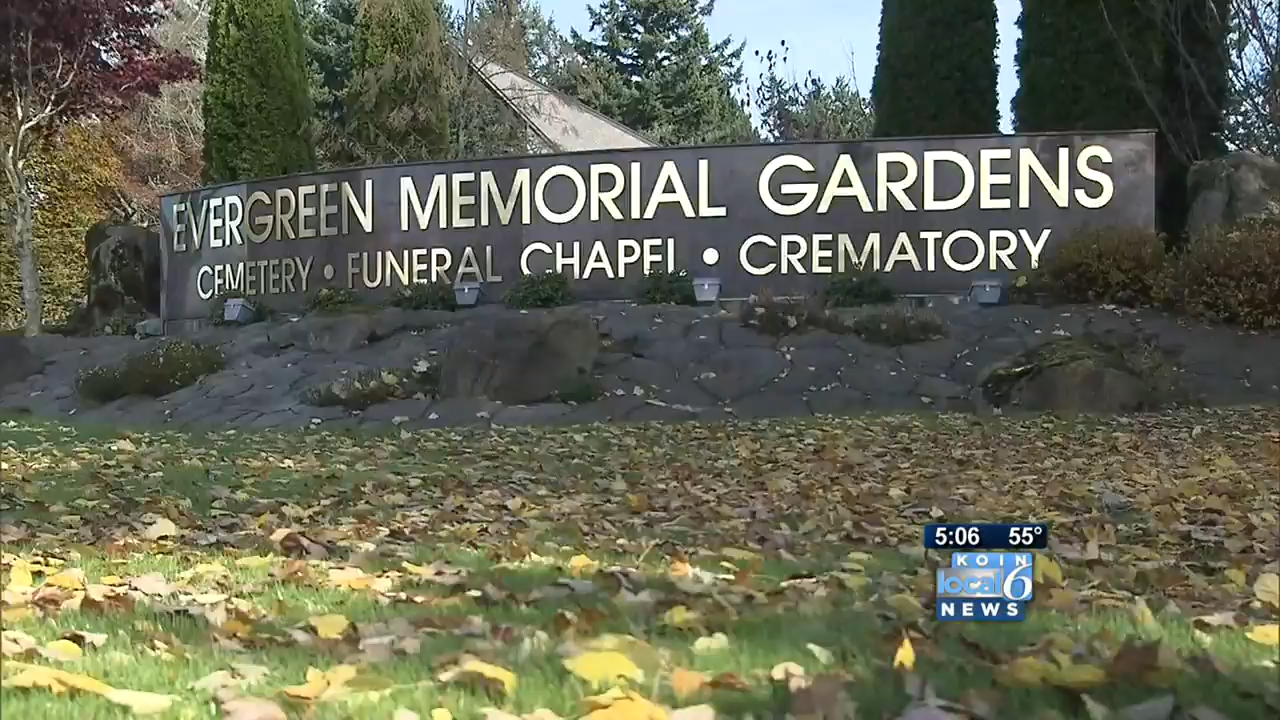 EVERGREEN MEMORIAL GARDENS
CEMETERY • FUNERAL CHAPEL • CREMATORY
5:06 55°
KOIN
local 6
NEWS